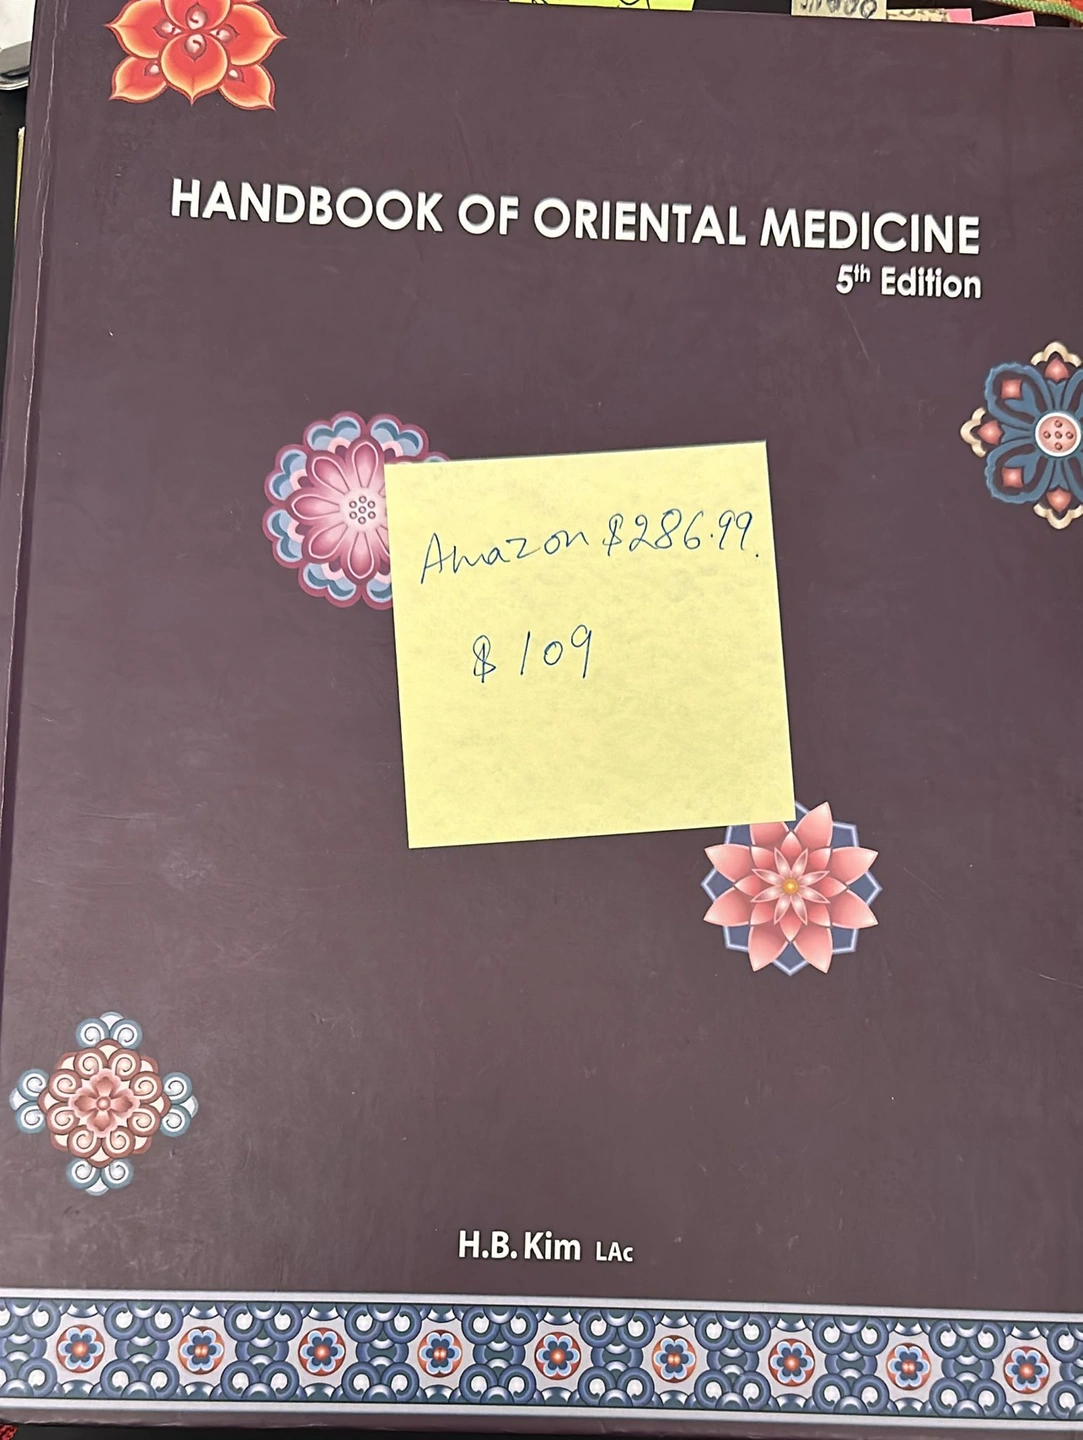 HANDBOOK OF ORIENTAL MEDICINE
5th Edition
Amazon $286.99.
$109
H.B. Kim LAc